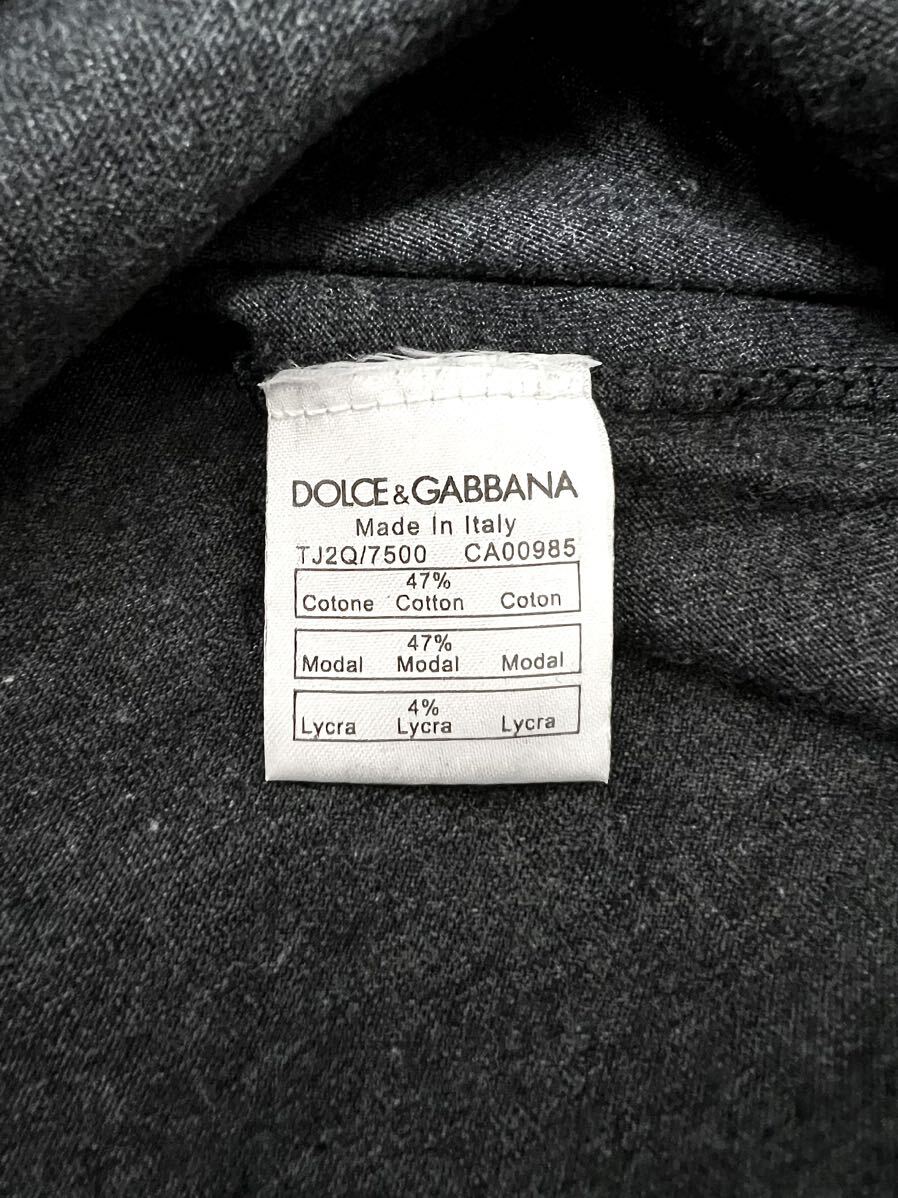 DOLCE&GABBANA
Made In Italy
TJ2Q/7500 CA00985
47%
Cotone Cotton Coton
47%
Modal Modal Modal
4%
Lycra Lycra Lycra